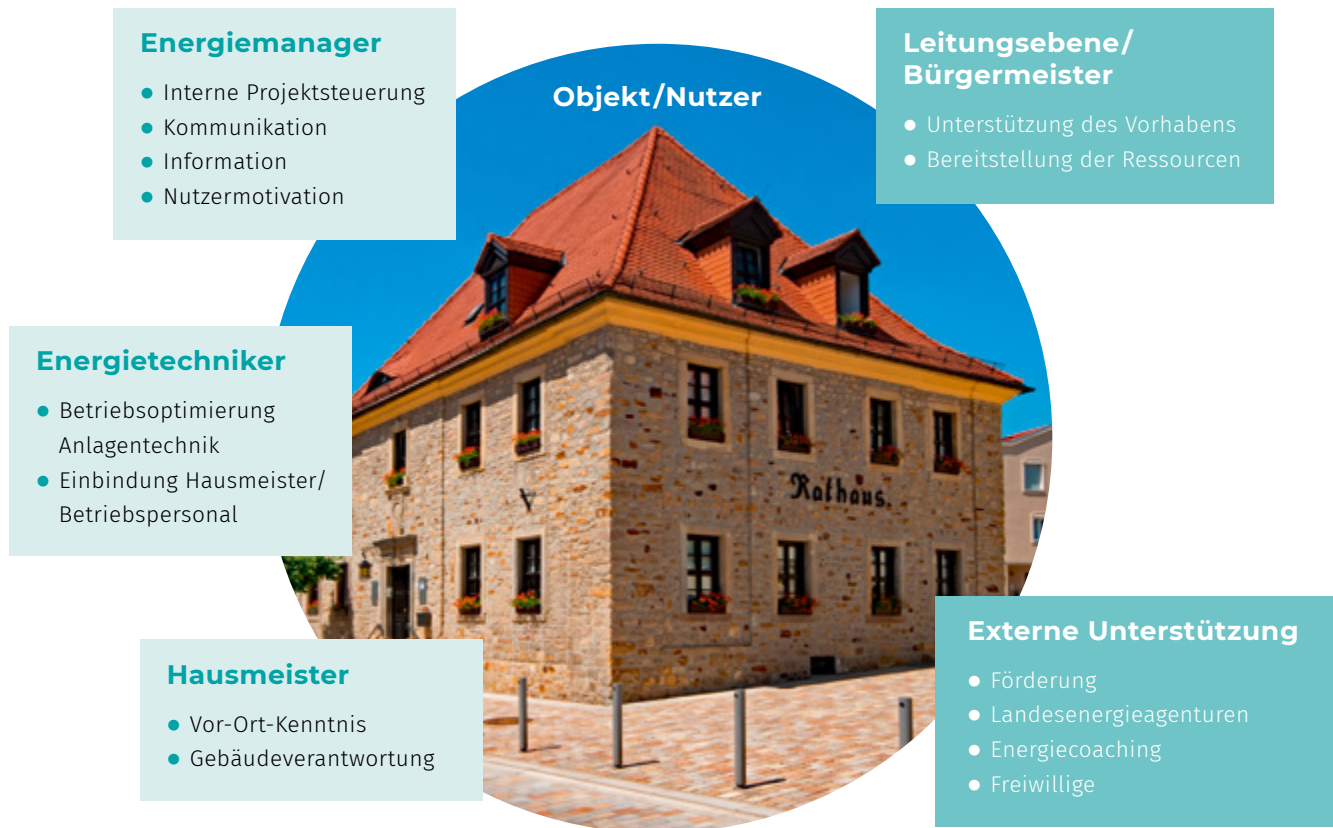 Energiemanager
● Interne Projektsteuerung
● Kommunikation
● Information
● Nutzermotivation
Objekt/Nutzer
Leitungsebene/
Bürgermeister
● Unterstützung des Vorhabens
● Bereitstellung der Ressourcen
Energietechniker
● Betriebsoptimierung
Anlagentechnik
● Einbindung Hausmeister/
Betriebspersonal
Rathaus.
Hausmeister
● Vor-Ort-Kenntnis
● Gebäudeverantwortung
Externe Unterstützung
● Förderung
● Landesenergieagenturen
● Energiecoaching
● Freiwillige